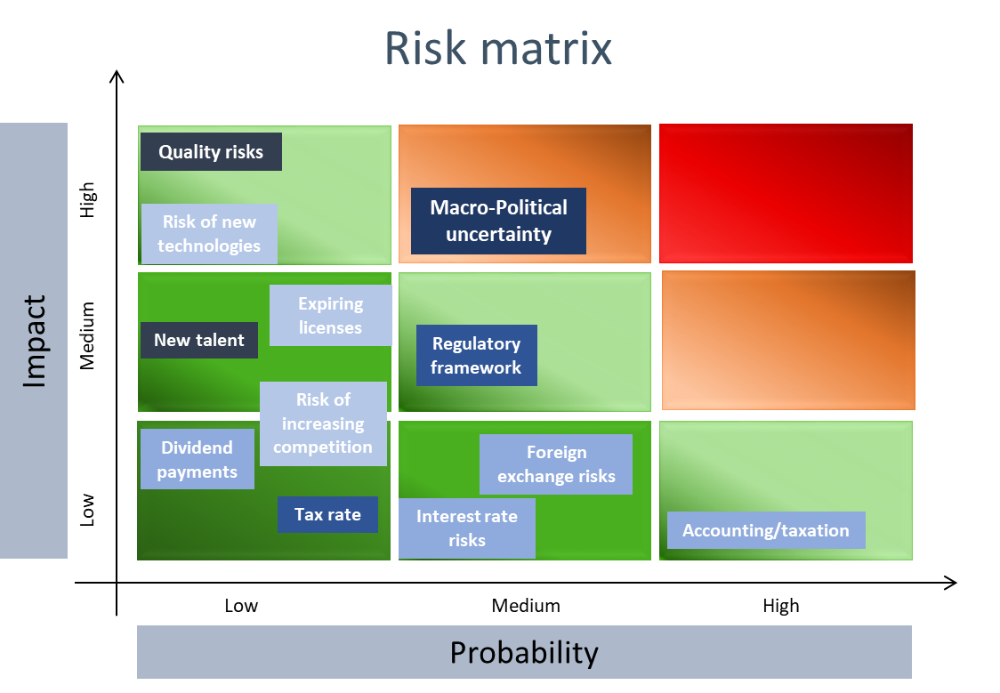 Risk matrix
Impact
High
Quality risks
Risk of new
technologies
Macro-Political
uncertainty
Medium
Expiring
licenses
New talent
Regulatory
framework
Risk of
increasing
competition
Low
Dividend
payments
Tax rate
Foreign
exchange risks
Interest rate
risks
Accounting/taxation
Low
Medium
High
Probability